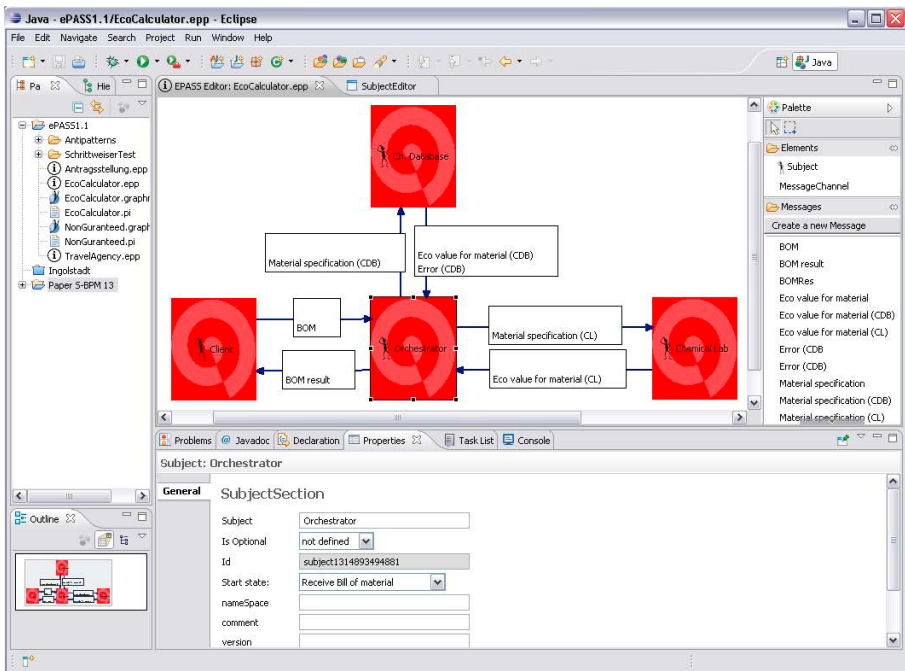 Java - ePASS1.1/EcoCalculator.epp - Eclipse
File Edit Navigate Search Project Run Window Help
Java
Pa
Hie
ePASS1.1
Antipatterns
SchrittweiserTest
Antragsstellung.epp
EcoCalculator.epp
EcoCalculator.graphr
EcoCalculator.pi
NonGuranteed.graph
NonGuranteed.pi
TravelAgency.epp
Ingolstadt
Paper S-BPM 13
Outline
EPASS Editor: EcoCalculator.epp
SubjectEditor
Ch. Database
Material specification (CDB)
Eco value for material (CDB)
Error (CDB)
Client
BOM
BOM result
Orchestrator
Material specification (CL)
Eco value for material (CL)
Chemical Lab
Palette
Elements
Subject
MessageChannel
Messages
Create a new Message
BOM
BOM result
BOMRes
Eco value for material
Eco value for material (CDB)
Eco value for material (CL)
Error (CDB
Error (CDB)
Material specification
Material specification (CDB)
Material specification (CL)
Problems @ Javadoc Declaration Properties Task List Console
Subject: Orchestrator
General
SubjectSection
Subject Orchestrator
Is Optional not defined
Id subject1314893494881
Start state: Receive Bill of material
nameSpace
comment
version